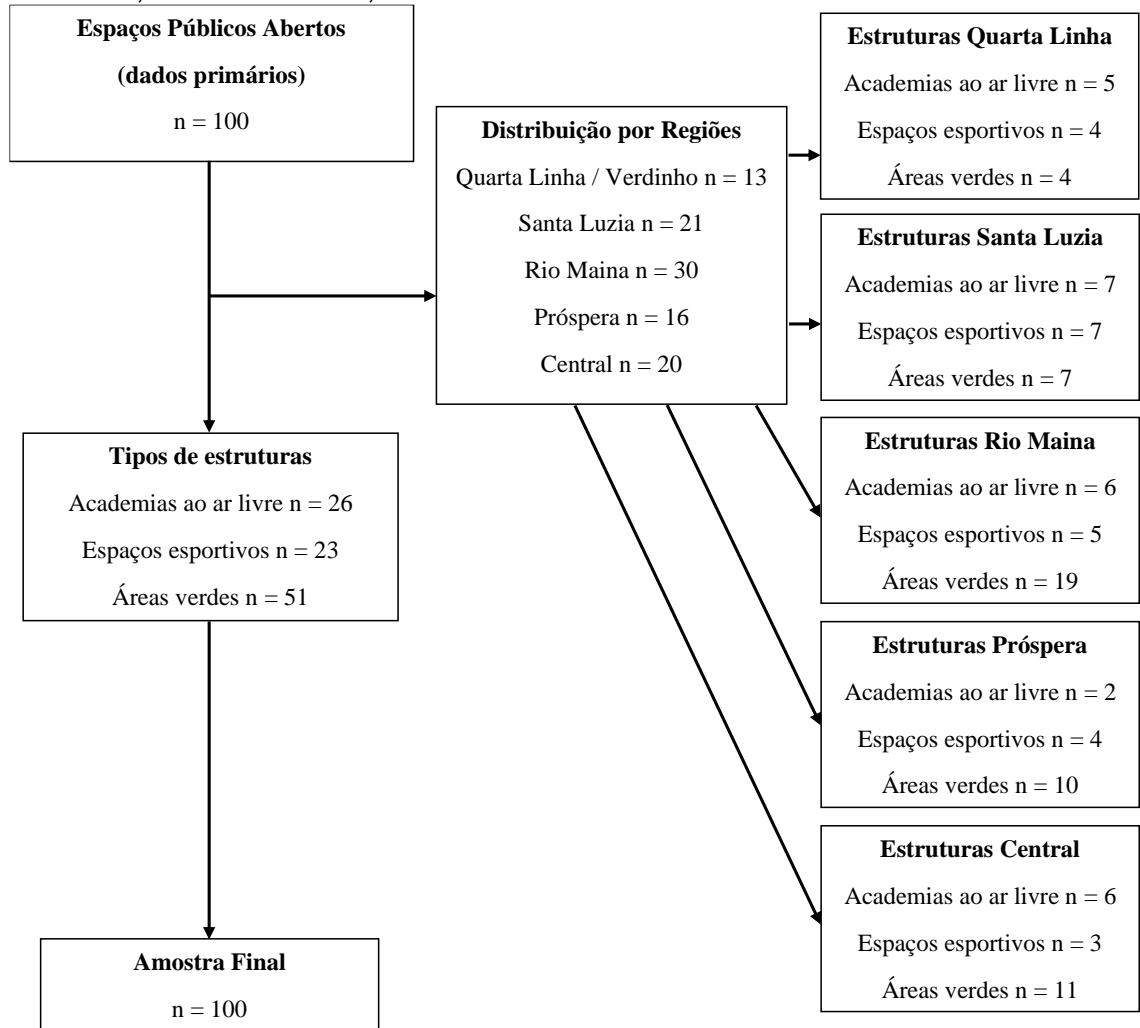 Espaços Públicos Abertos
(dados primários)
n = 100
Distribuição por Regiões
Quarta Linha / Verdinho n = 13
Santa Luzia n = 21
Rio Maina n = 30
Próspera n = 16
Central n = 20
Tipos de estruturas
Academias ao ar livre n = 26
Espaços esportivos n = 23
Áreas verdes n = 51
Amostra Final
n = 100
Estruturas Quarta Linha
Academias ao ar livre n = 5
Espaços esportivos n = 4
Áreas verdes n = 4
Estruturas Santa Luzia
Academias ao ar livre n = 7
Espaços esportivos n = 7
Áreas verdes n = 7
Estruturas Rio Maina
Academias ao ar livre n = 6
Espaços esportivos n = 5
Áreas verdes n = 19
Estruturas Próspera
Academias ao ar livre n = 2
Espaços esportivos n = 4
Áreas verdes n = 10
Estruturas Central
Academias ao ar livre n = 6
Espaços esportivos n = 3
Áreas verdes n = 11